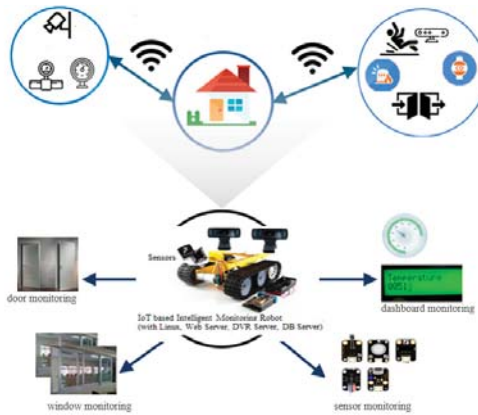 Sensors
Temperature
0051
door monitoring
dashboard monitoring
IoT based Intelligent Monitoring Robot
(with Linux, Web Server, DVR Server, DB Server)
window monitoring
sensor monitoring